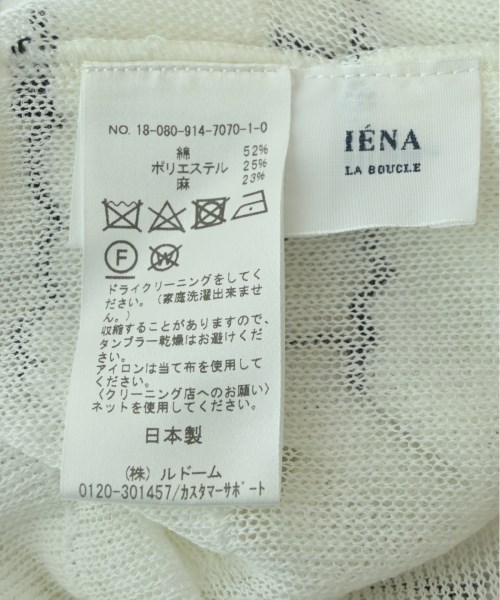 NO. 18-080-914-7070-1-0
綿 52%
ポリエステル 25%
麻 23%
F
W
ドライクリーニングをしてく
ださい。（家庭洗濯出来ませ
ん。）
収縮することがありますので、
タンブラー乾燥はお避けくだ
さい。
アイロンは当て布を使用して
ください。
〈クリーニング店へのお願い〉
ネットを使用してください。
日本製
（株）ルドーム
0120-301457/カスタマーサポート
IÉNA
LA BOUCLE